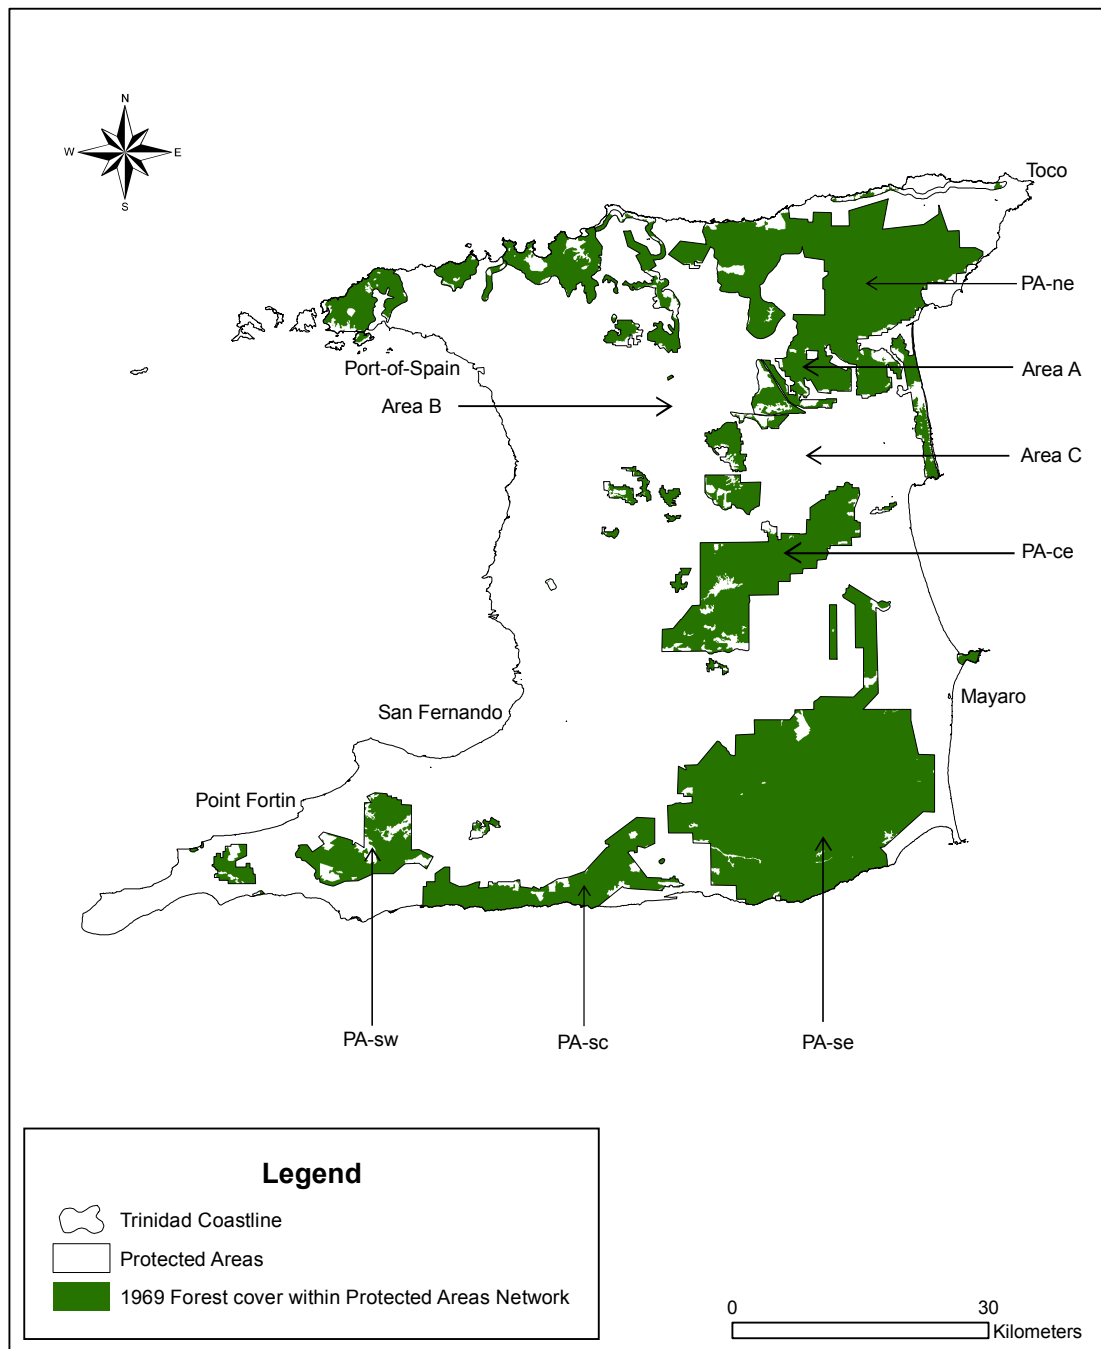 N
W
E
S
Toco
PA-ne
Port-of-Spain
Area A
Area B
Area C
PA-ce
Mayaro
San Fernando
Point Fortin
PA-sw
PA-sc
PA-se
Legend
Trinidad Coastline
Protected Areas
1969 Forest cover within Protected Areas Network
0
30
Kilometers